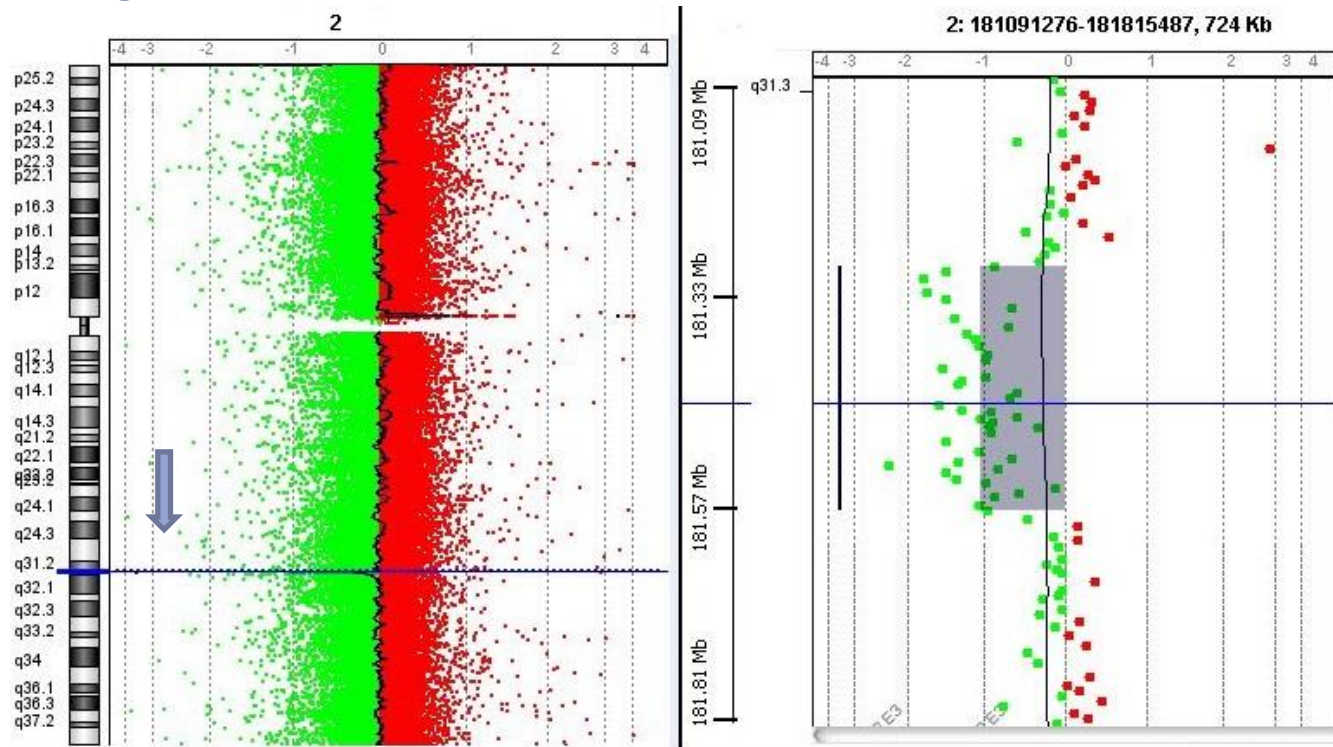 2
-4 -3 -2 -1 0 1 2 3 4
p25.2
p24.3
p24.1
p23.2
p22.3
p22.1
p16.3
p16.1
p14
p13.2
p12
q12.1
q12.3
q14.1
q14.3
q21.2
q22.1
q24.1
q24.3
q31.2
q32.1
q32.3
q33.2
q34
q36.1
q36.3
q37.2
2: 181091276-181815487, 724 Kb
-4 -3 -2 -1 0 1 2 3 4
q31.3
181.09 Mb
181.33 Mb
181.57 Mb
181.81 Mb